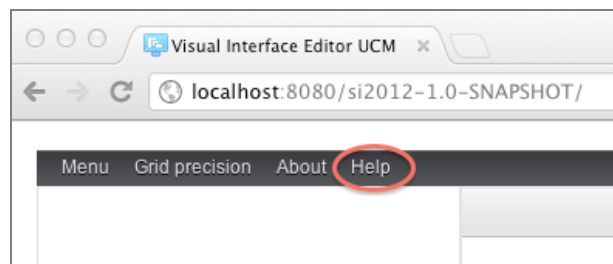 Visual Interface Editor UCM
localhost:8080/si2012-1.0-SNAPSHOT/
Menu Grid precision About Help